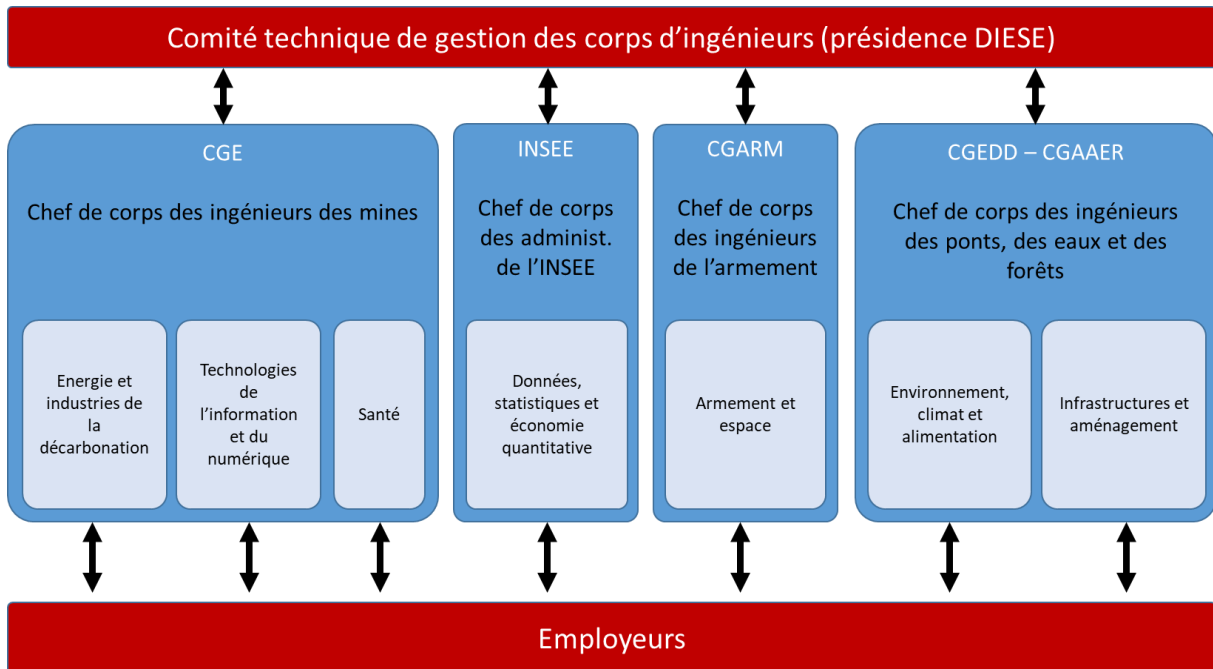 Comité technique de gestion des corps d’ingénieurs (présidence DIESE)
CGE
Chef de corps des ingénieurs des mines
Energie et
industries de
la
décarbonation
Technologies
de
l’information
et du
numérique
Santé
INSEE
Chef de corps
des administ.
de l’INSEE
Données,
statistiques et
économie
quantitative
CGARM
Chef de corps
des ingénieurs
de l’armement
Armement et
espace
CGEDD – CGAAER
Chef de corps des ingénieurs
des ponts, des eaux et des
forêts
Environnement,
climat et
alimentation
Infrastructures et
aménagement
Employeurs